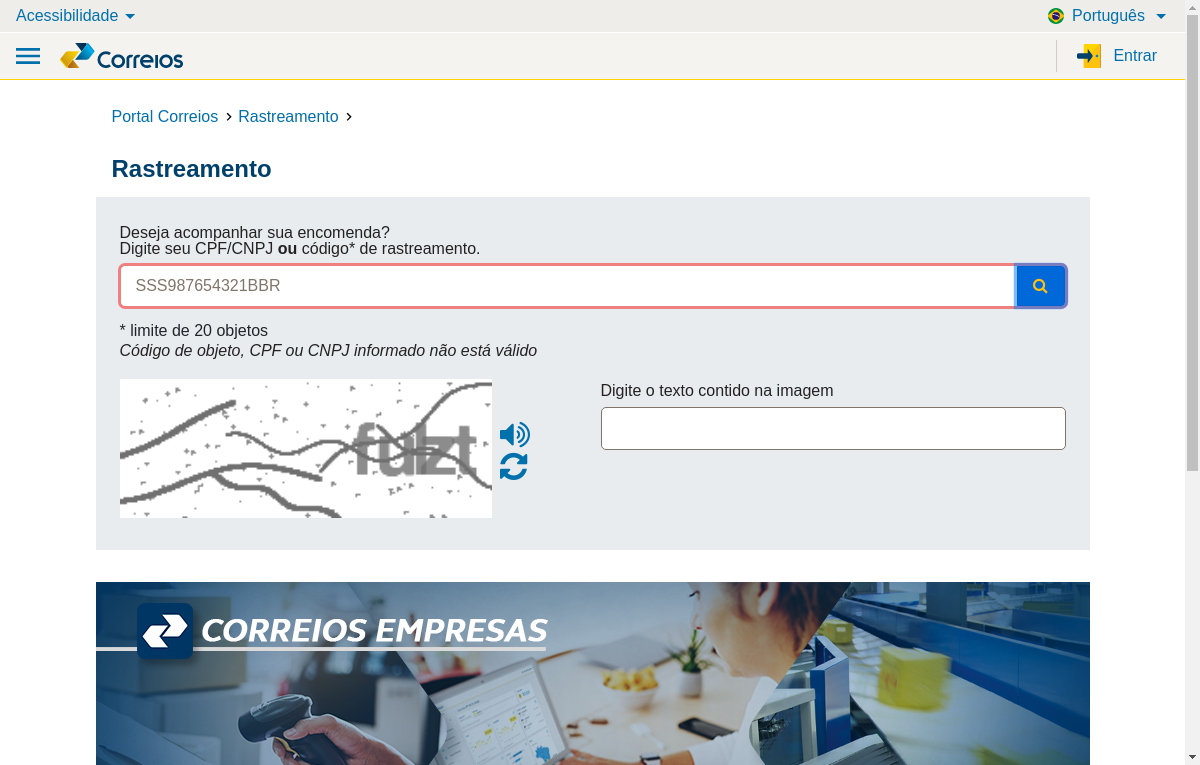 Acessibilidade
Português
Correios
Entrar
Portal Correios
Rastreamento
Rastreamento
Deseja acompanhar sua encomenda?
Digite seu CPF/CNPJ ou código* de rastreamento.
SSS987654321BBR
* limite de 20 objetos
Código de objeto, CPF ou CNPJ informado não está válido
Digite o texto contido na imagem
CORREIOS EMPRESAS